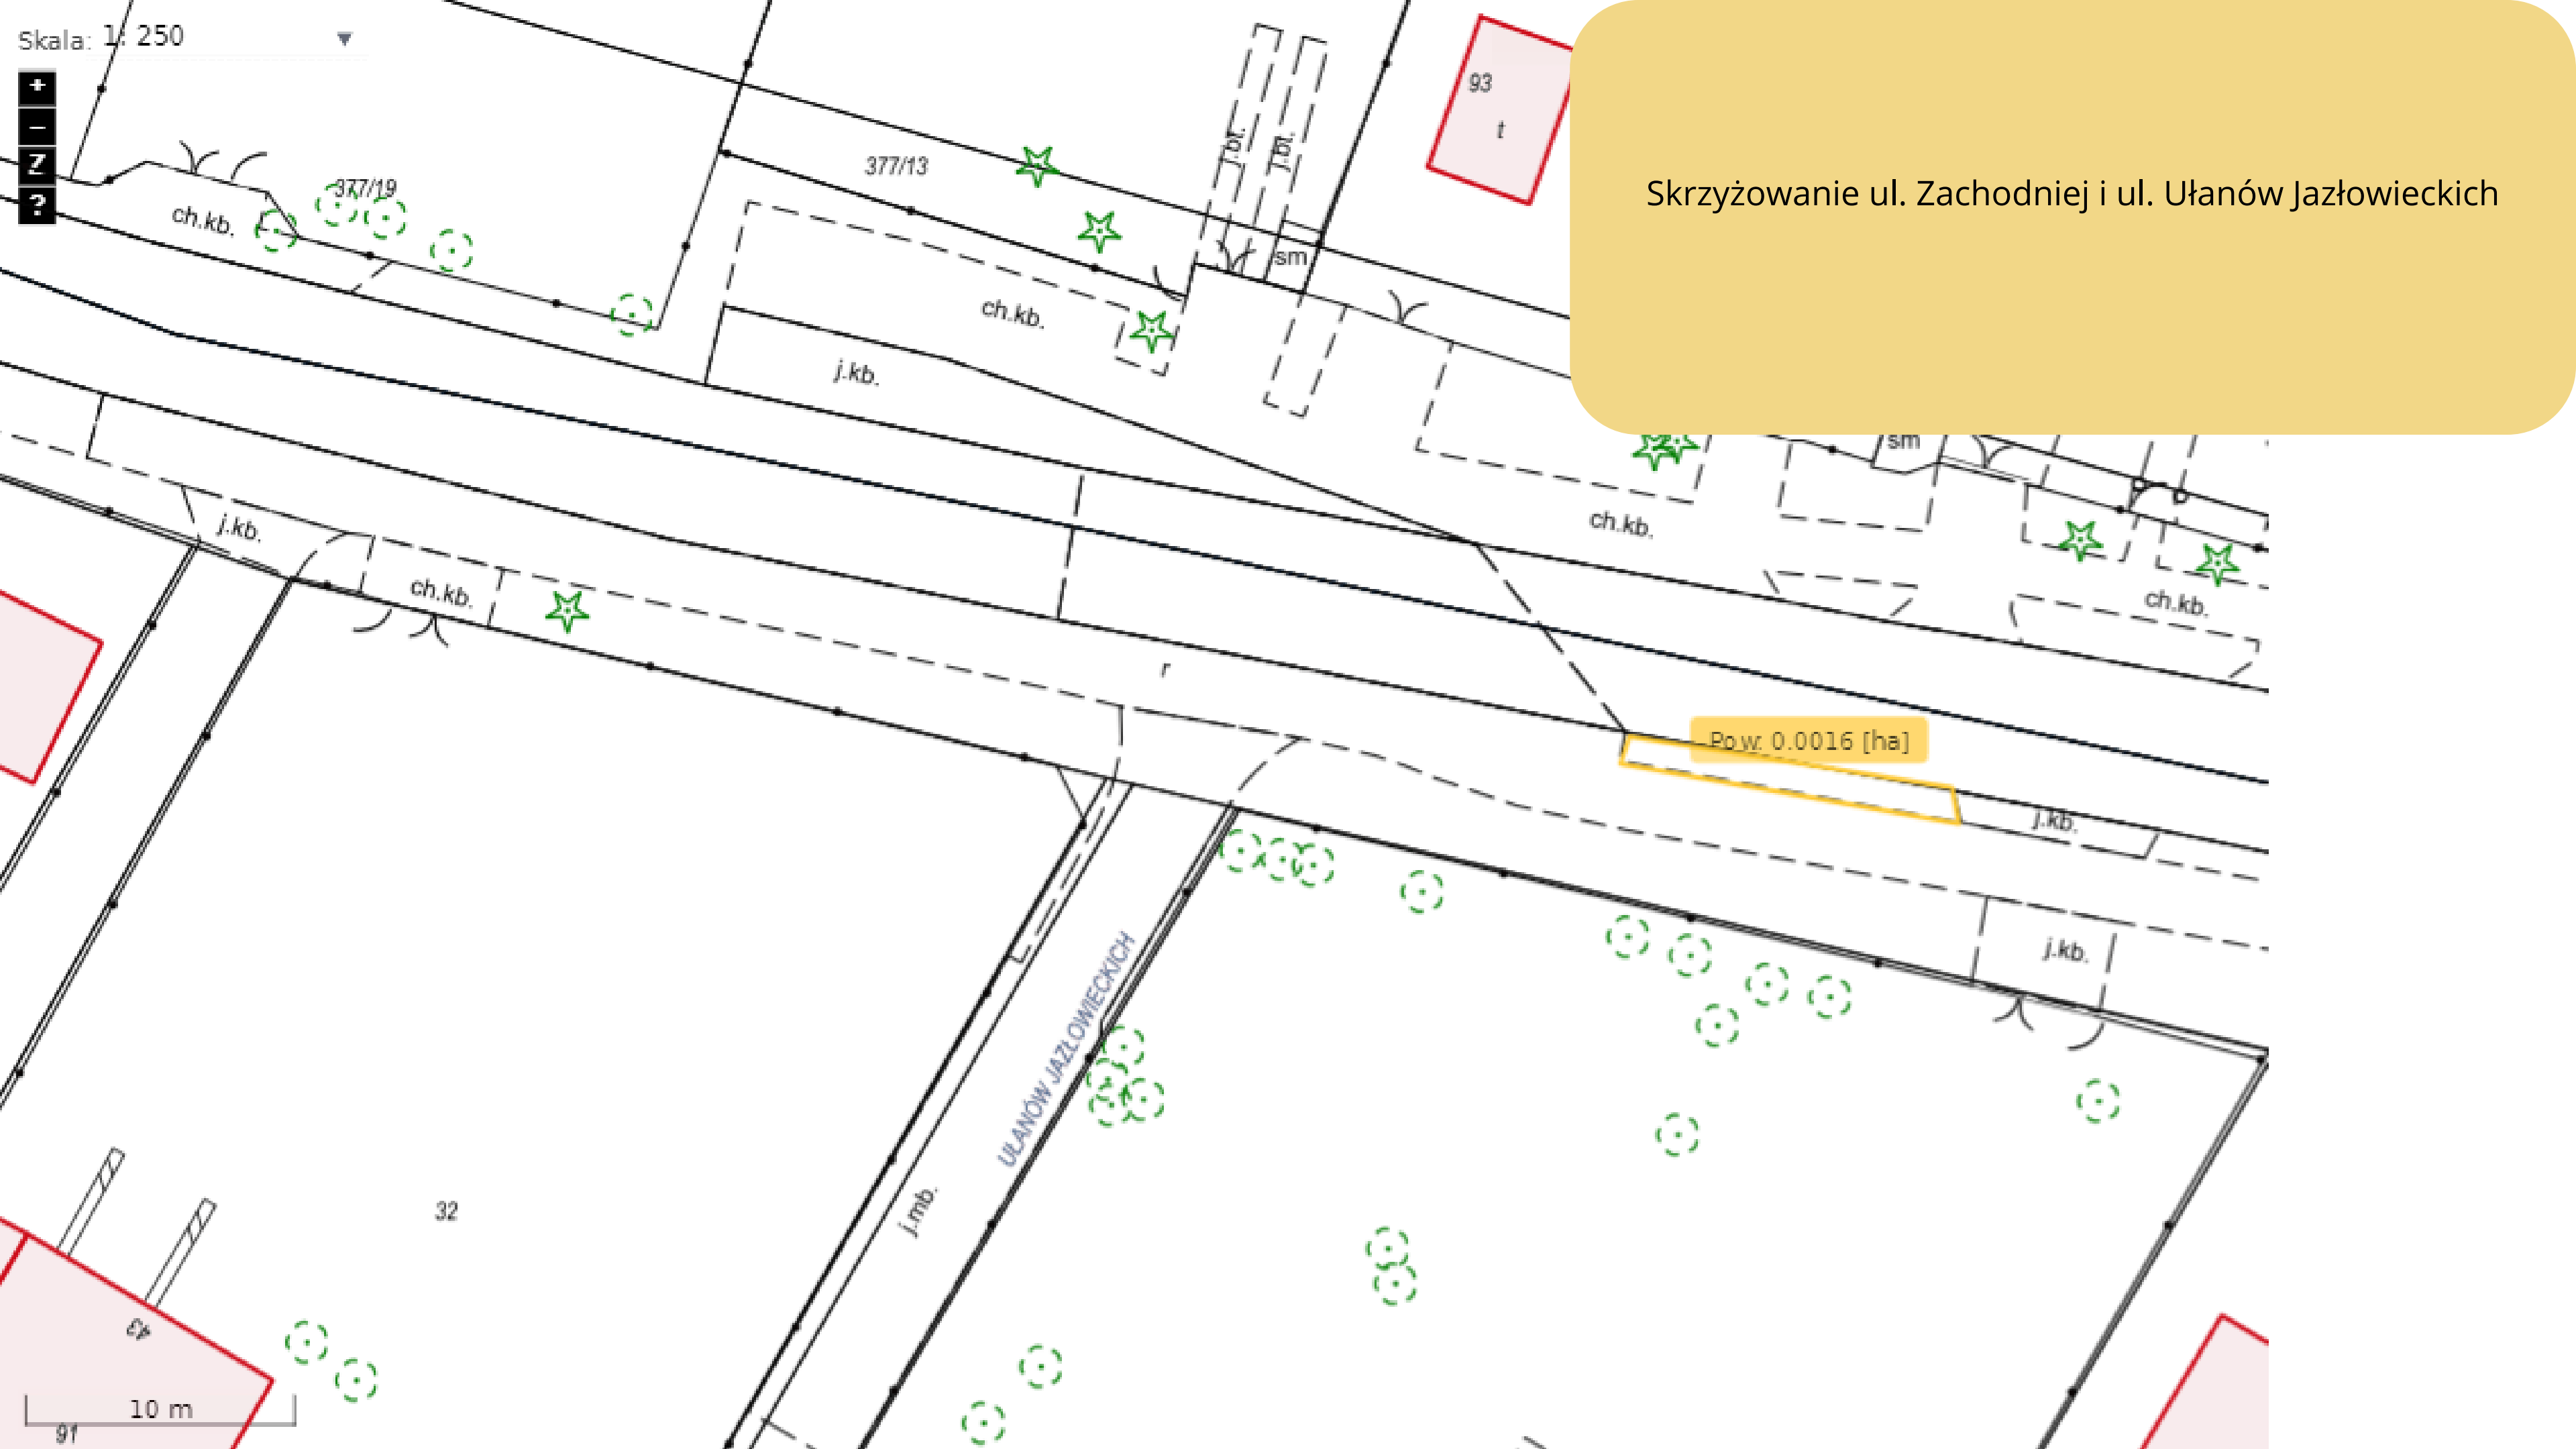 Skala: 1: 250
+
–
Z
?
93
t
Skrzyżowanie ul. Zachodniej i ul. Ułanów Jazłowieckich
j.bl.
j.bl.
377/13
377/19
ch.kb.
sm
ch.kb.
j.kb.
sm
ch.kb.
j.kb.
ch.kb.
ch.kb.
r
Pow: 0.0016 [ha]
j.kb.
j.kb.
UŁANÓW JAZŁOWIECKICH
j.mb.
32
43
10 m
91